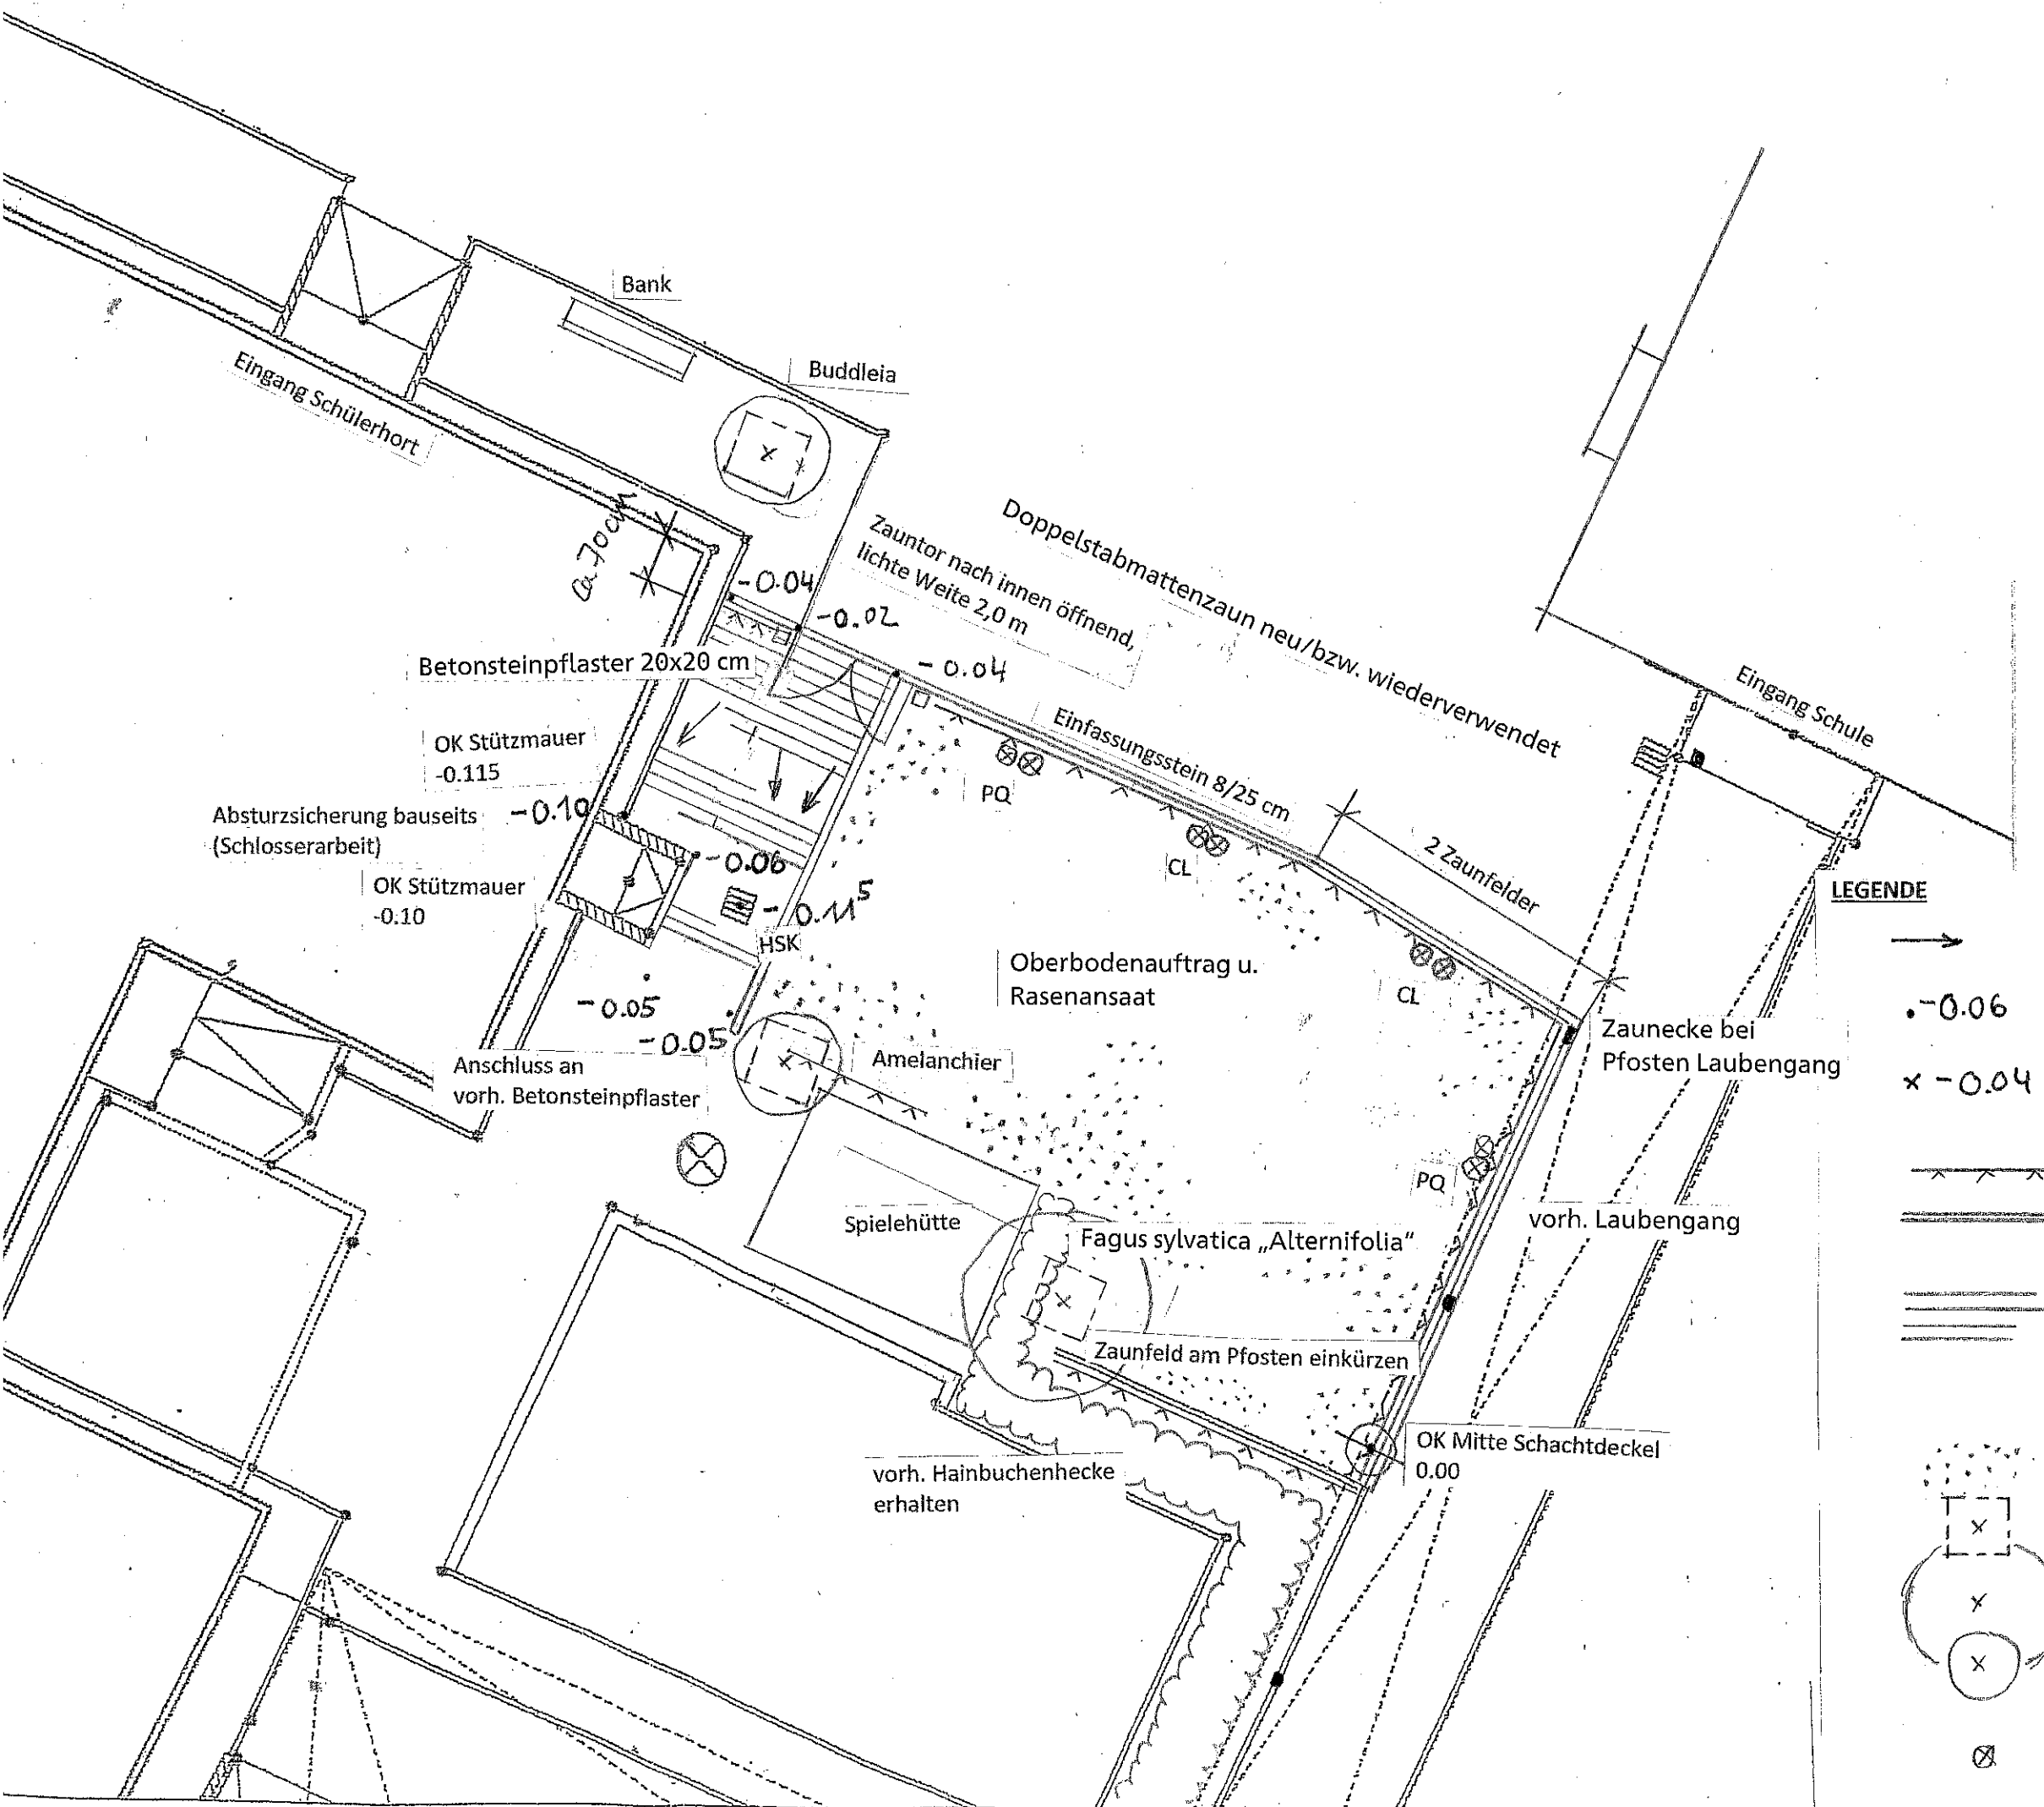 Bank
Buddleia
Eingang Schülerhort
ca. 70 cm
Zauntor nach innen öffnend,
lichte Weite 2,0 m
Doppelstabmattenzaun neu/bzw. wiederverwendet
-0.04
-0.02
-0.04
Betonsteinpflaster 20x20 cm
Eingang Schule
Einfassungsstein 8/25 cm
OK Stützmauer
-0.115
PQ
Absturzsicherung bauseits
(Schlosserarbeit)
-0.10
CL
2 Zaunfelder
-0.06
OK Stützmauer
-0.10
-0.11⁵
HSK
LEGENDE
-0.06
-0.04
Oberbodenauftrag u.
Rasenansaat
CL
-0.05
-0.05
Zaunecke bei
Pfosten Laubengang
Anschluss an
vorh. Betonsteinpflaster
Amelanchier
PQ
Spielehütte
Fagus sylvatica „Alternifolia“
vorh. Laubengang
Zaunfeld am Pfosten einkürzen
OK Mitte Schachtdeckel
0.00
vorh. Hainbuchenhecke
erhalten